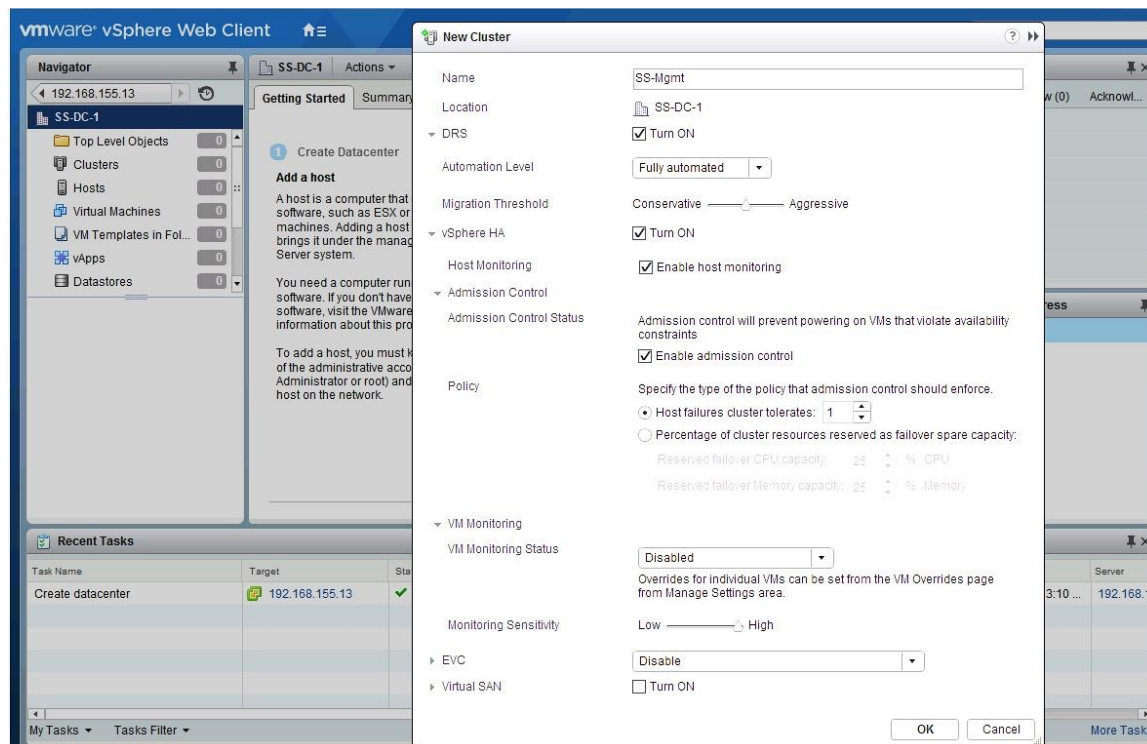 vmware® vSphere Web Client
Navigator
192.168.155.13
SS-DC-1
Top Level Objects 0
Clusters 0
Hosts 0
Virtual Machines 0
VM Templates in Fol... 0
vApps 0
Datastores 0
SS-DC-1 Actions
Getting Started Summary
1 Create Datacenter
Add a host
A host is a computer that
software, such as ESX or
machines. Adding a host
brings it under the manag
Server system.
You need a computer run
software. If you don't have
software, visit the VMware
information about this pro
To add a host, you must k
of the administrative acco
Administrator or root) and
host on the network.
New Cluster
Name SS-Mgmt
Location SS-DC-1
DRS Turn ON
Automation Level Fully automated
Migration Threshold Conservative Aggressive
vSphere HA Turn ON
Host Monitoring Enable host monitoring
Admission Control
Admission Control Status Admission control will prevent powering on VMs that violate availability
constraints
Enable admission control
Policy Specify the type of the policy that admission control should enforce.
Host failures cluster tolerates: 1
Percentage of cluster resources reserved as failover spare capacity:
Reserved failover CPU capacity: 25 % CPU
Reserved failover Memory capacity: 25 % Memory
VM Monitoring
VM Monitoring Status Disabled
Overrides for individual VMs can be set from the VM Overrides page
from Manage Settings area.
Monitoring Sensitivity Low High
EVC Disable
Virtual SAN Turn ON
OK Cancel
w (0) Acknowl...
ress
Recent Tasks
Task Name Target Sta
Server
Create datacenter 192.168.155.13
3:10 ... 192.168.
My Tasks Tasks Filter
More Task